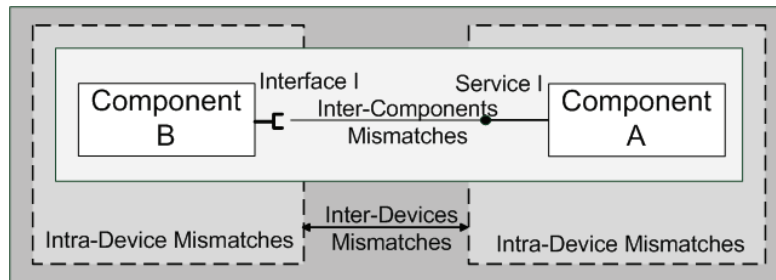 Component
B
Interface I
Inter-Components
Mismatches
Service I
Component
A
Intra-Device Mismatches
Inter-Devices
Mismatches
Intra-Device Mismatches